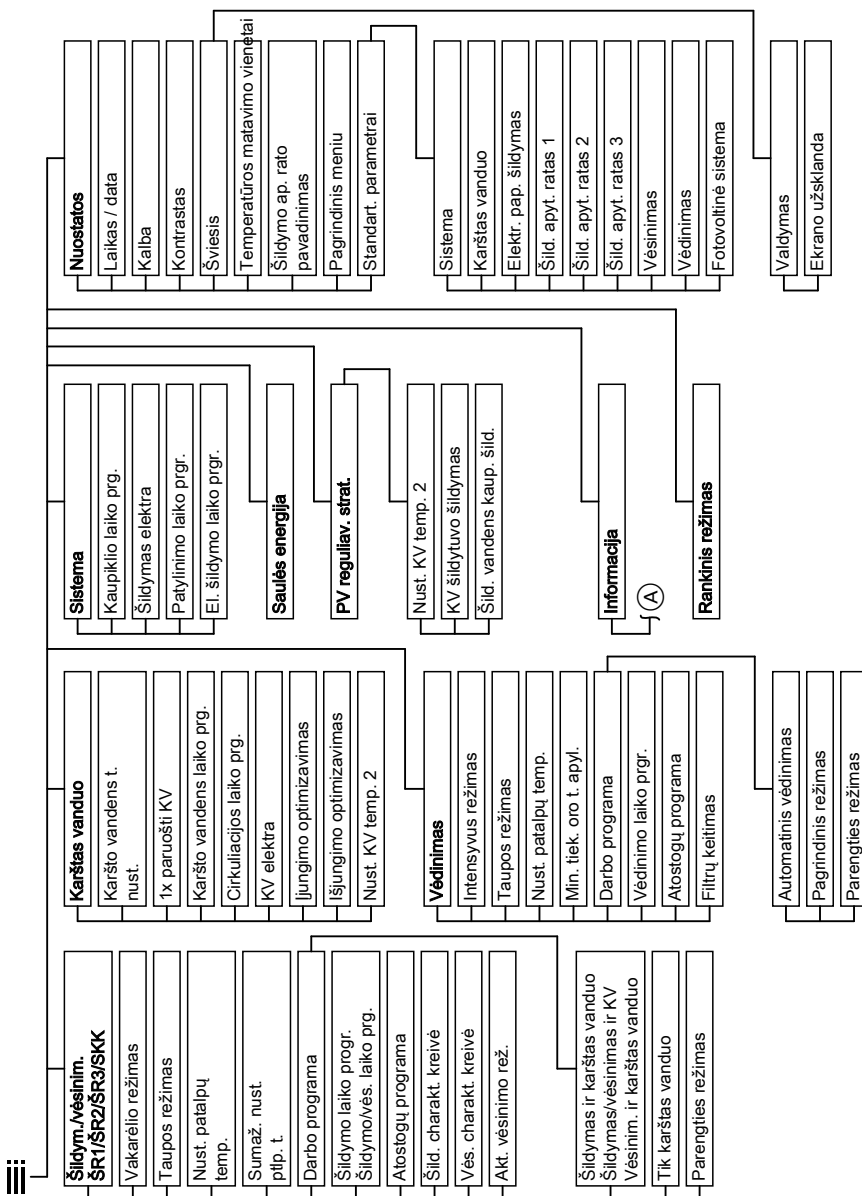 Šildym./vėsinim.
ŠR1/ŠR2/ŠR3/SKK
Vakarėlio režimas
Taupos režimas
Nust. patalpų
temp.
Sumaž. nust.
ptlp. t.
Darbo programa
Šildymo laiko progr.
Šildymo/vės. laiko prg.
Atostogų programa
Šild. charakt. kreivė
Vės. charakt. kreivė
Akt. vėsinimo rež.
Šildymas ir karštas vanduo
Šildymas/vėsinimas ir KV
Vėsinim. ir karštas vanduo
Tik karštas vanduo
Parengties režimas
Karštas vanduo
Karšto vandens t.
nust.
1x paruošti KV
Karšto vandens laiko prg.
Cirkuliacijos laiko prg.
KV elektra
Įjungimo optimizavimas
Išjungimo optimizavimas
Nust. KV temp. 2
Vėdinimas
Intensyvus režimas
Taupos režimas
Nust. patalpų temp.
Min. tiek. oro t. apyl.
Darbo programa
Vėdinimo laiko prgr.
Atostogų programa
Filtrų keitimas
Automatinis vėdinimas
Pagrindinis režimas
Parengties režimas
Sistema
Kaupiklio laiko prg.
Šildymas elektra
Patylinimo laiko prgr.
El. šildymo laiko prgr.
Saulės energija
PV reguliav. strat.
Nust. KV temp. 2
KV šildytuvo šildymas
Šild. vandens kaup. šild.
Informacija
A
Rankinis režimas
Nuostatos
Laikas / data
Kalba
Kontrastas
Šviesis
Temperatūros matavimo vienetai
Šildymo ap. rato
pavadinimas
Pagrindinis meniu
Standart. parametrai
Sistema
Karštas vanduo
Elektr. pap. šildymas
Šild. apyt. ratas 1
Šild. apyt. ratas 2
Šild. apyt. ratas 3
Vėsinimas
Vėdinimas
Fotovoltinė sistema
Valdymas
Ekrano užsklanda